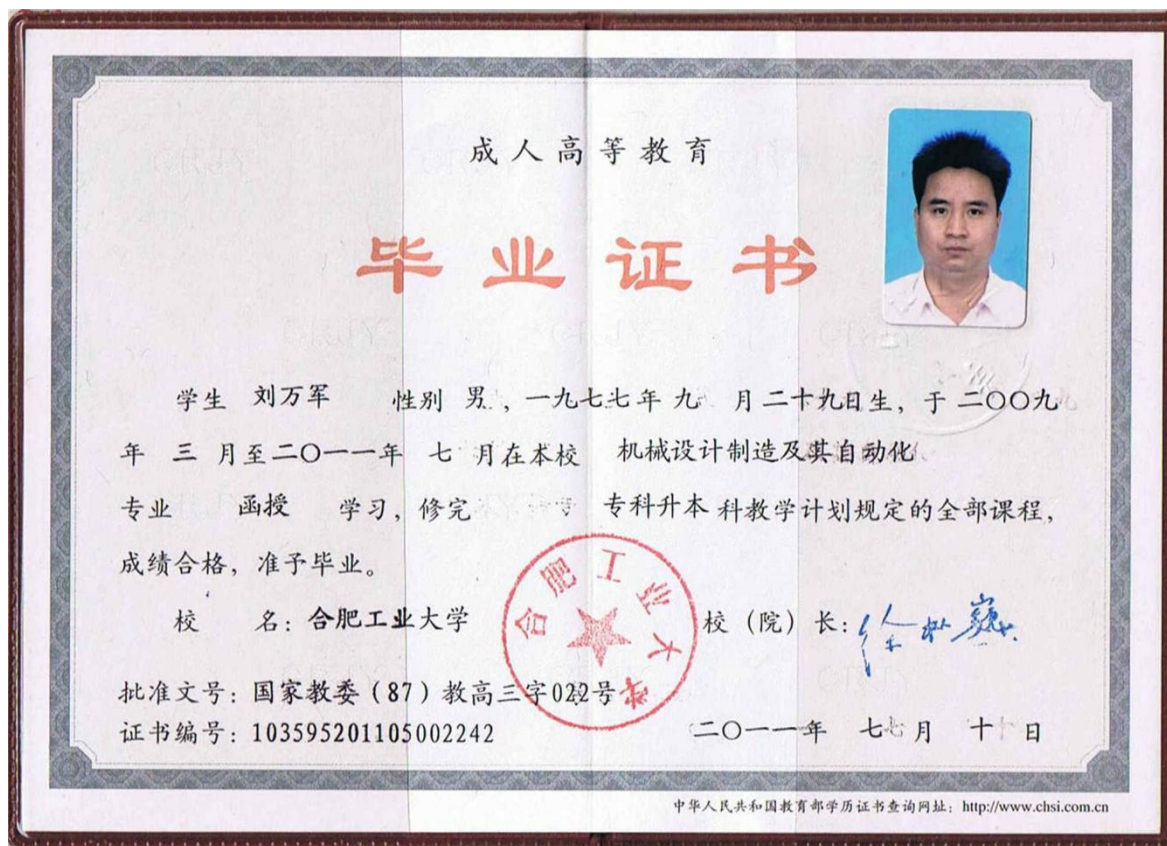 成人高等教育
毕业证书
学生 刘万军 性别 男，一九七七年 九 月二十九日生，于二〇〇九
年 三 月至二〇一一年 七 月在本校 机械设计制造及其自动化
专业 函授 学习，修完 专科升本 科教学计划规定的全部课程，
成绩合格，准予毕业。
校 名：合肥工业大学 校（院）长：徐枞巍
合肥工业大学
批准文号：国家教委（87）教高三字022号
证书编号：103595201105002242 二〇一一年 七 月 十 日
中华人民共和国教育部学历证书查询网址：http://www.chsi.com.cn